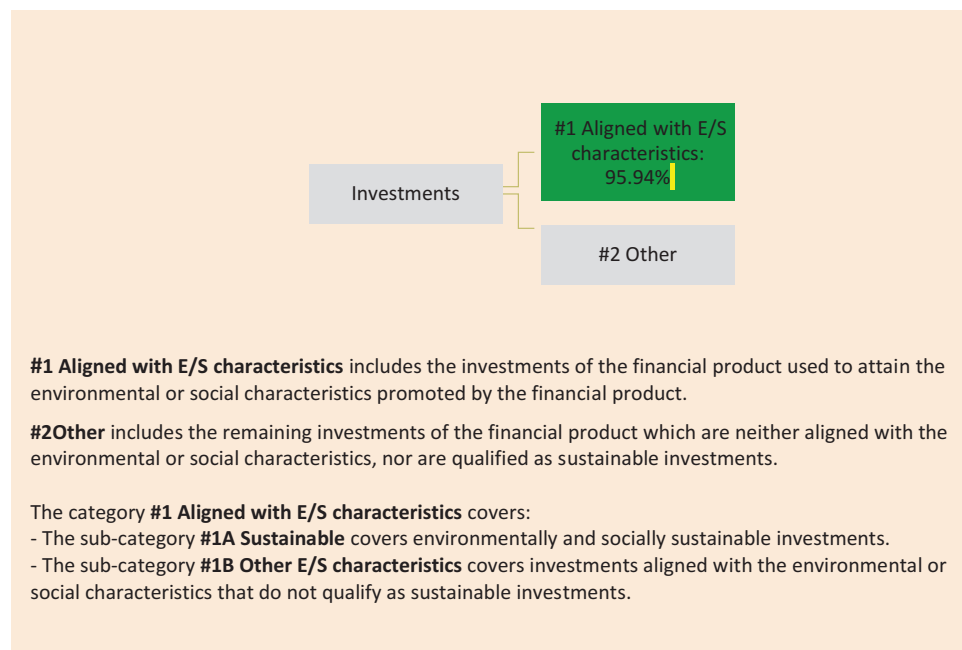 #1 Aligned with E/S
characteristics:
95.94%
Investments
#2 Other
#1 Aligned with E/S characteristics includes the investments of the financial product used to attain the
environmental or social characteristics promoted by the financial product.
#2Other includes the remaining investments of the financial product which are neither aligned with the
environmental or social characteristics, nor are qualified as sustainable investments.
The category #1 Aligned with E/S characteristics covers:
- The sub-category #1A Sustainable covers environmentally and socially sustainable investments.
- The sub-category #1B Other E/S characteristics covers investments aligned with the environmental or
social characteristics that do not qualify as sustainable investments.